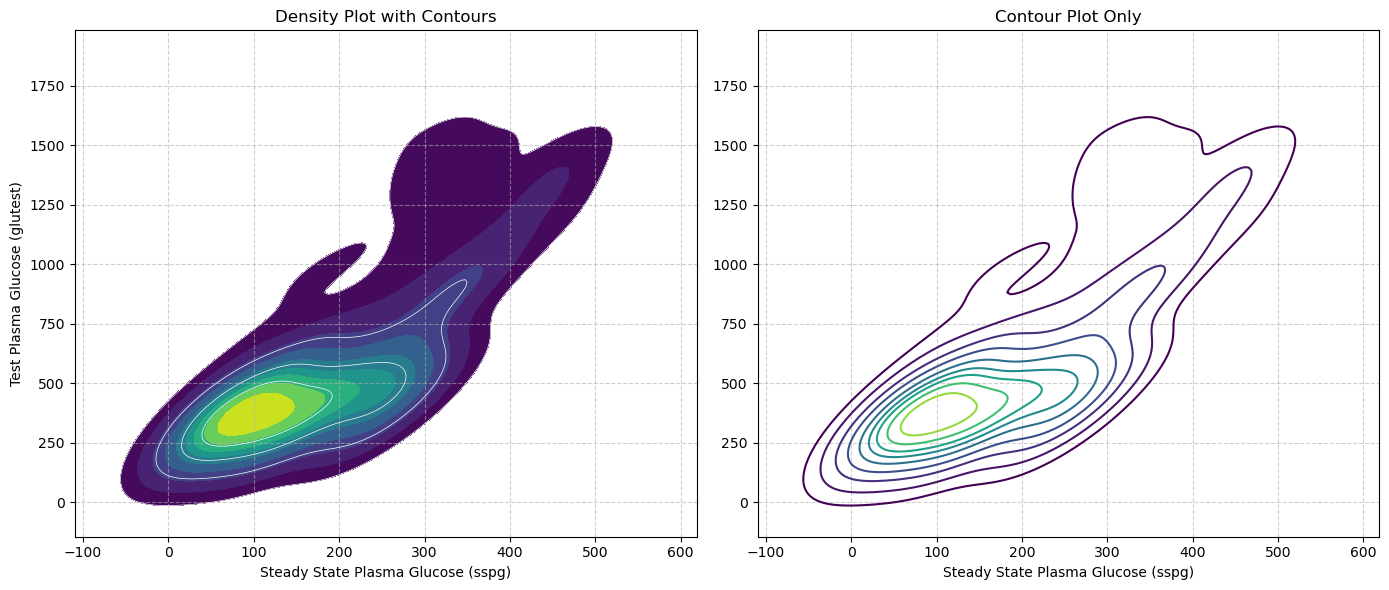 Density Plot with Contours
Test Plasma Glucose (glutest)
1750
1500
1250
1000
750
500
250
0
−100 0 100 200 300 400 500 600
Steady State Plasma Glucose (sspg)
Contour Plot Only
1750
1500
1250
1000
750
500
250
0
−100 0 100 200 300 400 500 600
Steady State Plasma Glucose (sspg)